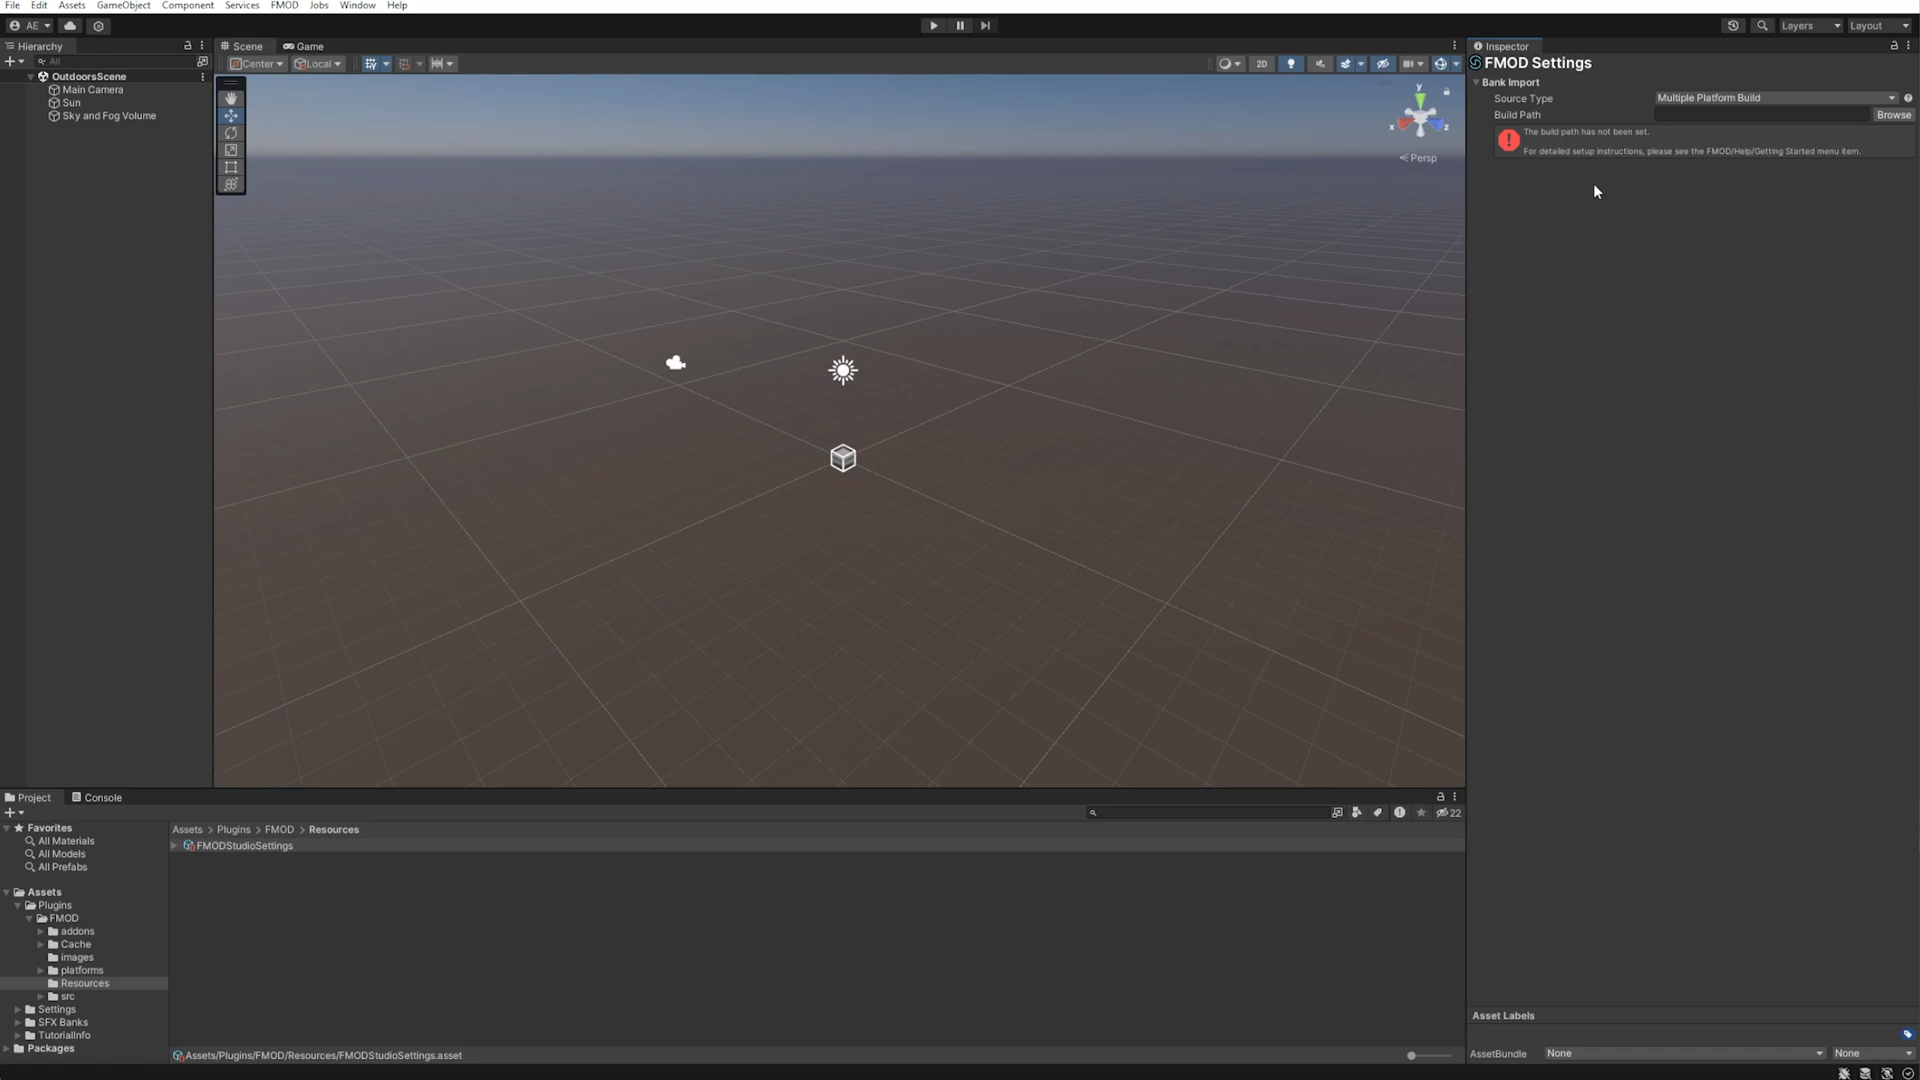 File Edit Assets GameObject Component Services FMOD Jobs Window Help
AE Layers Layout
Hierarchy
All
OutdoorsScene
Main Camera
Sun
Sky and Fog Volume
Scene Game
Center Local 2D
y
x z
Persp
Inspector
FMOD Settings
Bank Import
Source Type Multiple Platform Build
Build Path Browse
The build path has not been set.
For detailed setup instructions, please see the FMOD/Help/Getting Started menu item.
Project Console
22
Favorites
All Materials
All Models
All Prefabs
Assets
Plugins
FMOD
addons
Cache
images
platforms
Resources
src
Settings
SFX Banks
TutorialInfo
Packages
Assets > Plugins > FMOD > Resources
FMODStudioSettings
Assets/Plugins/FMOD/Resources/FMODStudioSettings.asset
Asset Labels
AssetBundle None None